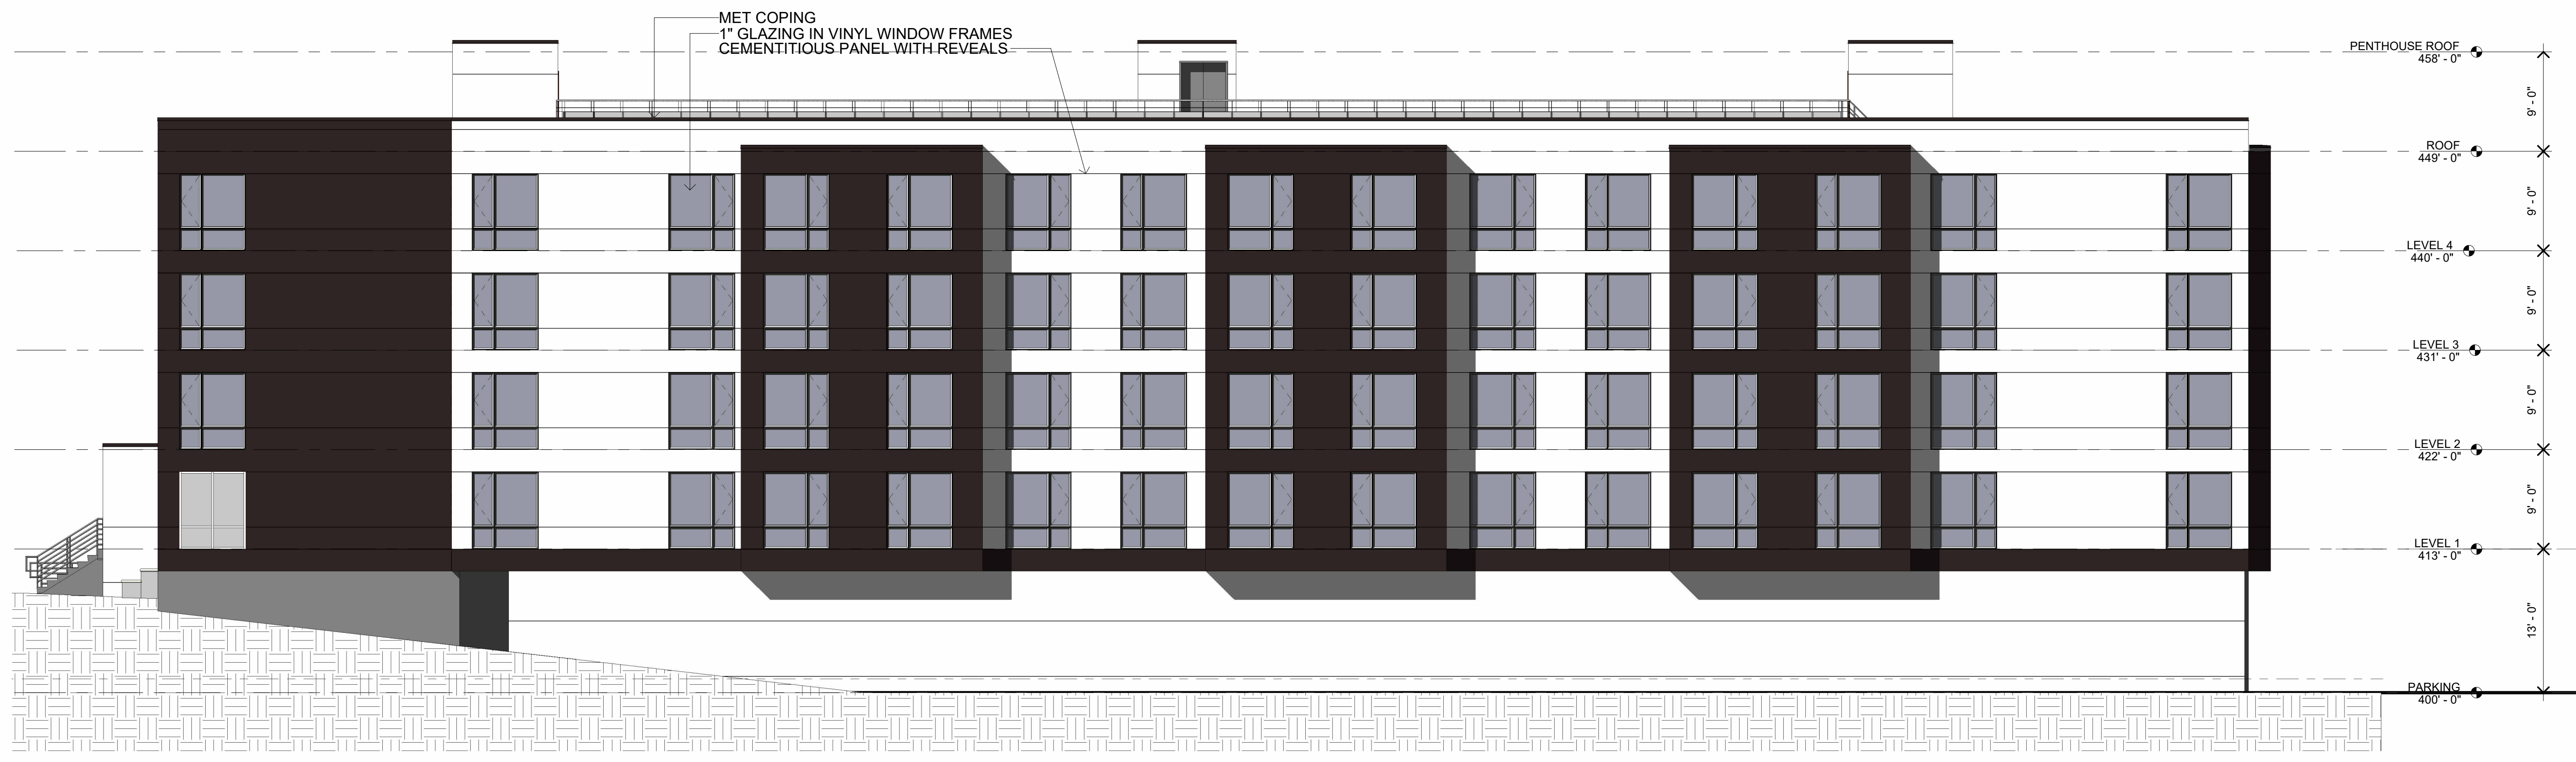 MET COPING
1" GLAZING IN VINYL WINDOW FRAMES
CEMENTITIOUS PANEL WITH REVEALS
PENTHOUSE ROOF
458' - 0"
9' - 0"
ROOF
449' - 0"
9' - 0"
LEVEL 4
440' - 0"
9' - 0"
LEVEL 3
431' - 0"
9' - 0"
LEVEL 2
422' - 0"
9' - 0"
LEVEL 1
413' - 0"
13' - 0"
PARKING
400' - 0"